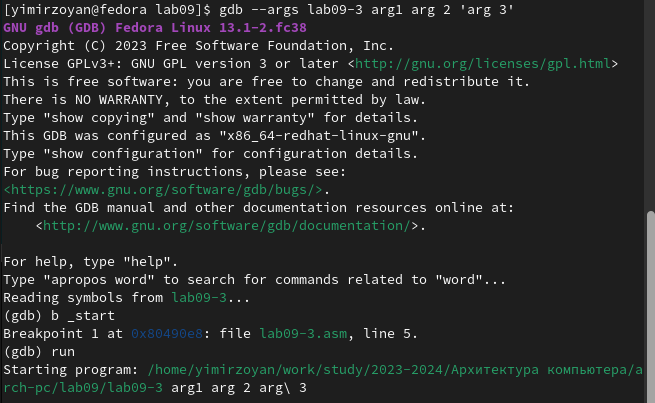 [yimirzoyan@fedora lab09]$ gdb --args lab09-3 arg1 arg 2 'arg 3'
GNU gdb (GDB) Fedora Linux 13.1-2.fc38
Copyright (C) 2023 Free Software Foundation, Inc.
License GPLv3+: GNU GPL version 3 or later <http://gnu.org/licenses/gpl.html>
This is free software: you are free to change and redistribute it.
There is NO WARRANTY, to the extent permitted by law.
Type "show copying" and "show warranty" for details.
This GDB was configured as "x86_64-redhat-linux-gnu".
Type "show configuration" for configuration details.
For bug reporting instructions, please see:
<https://www.gnu.org/software/gdb/bugs/>.
Find the GDB manual and other documentation resources online at:
    <http://www.gnu.org/software/gdb/documentation/>.

For help, type "help".
Type "apropos word" to search for commands related to "word"...
Reading symbols from lab09-3...
(gdb) b _start
Breakpoint 1 at 0x80490e8: file lab09-3.asm, line 5.
(gdb) run
Starting program: /home/yimirzoyan/work/study/2023-2024/Архитектура компьютера/a
rch-pc/lab09/lab09-3 arg1 arg 2 arg\ 3